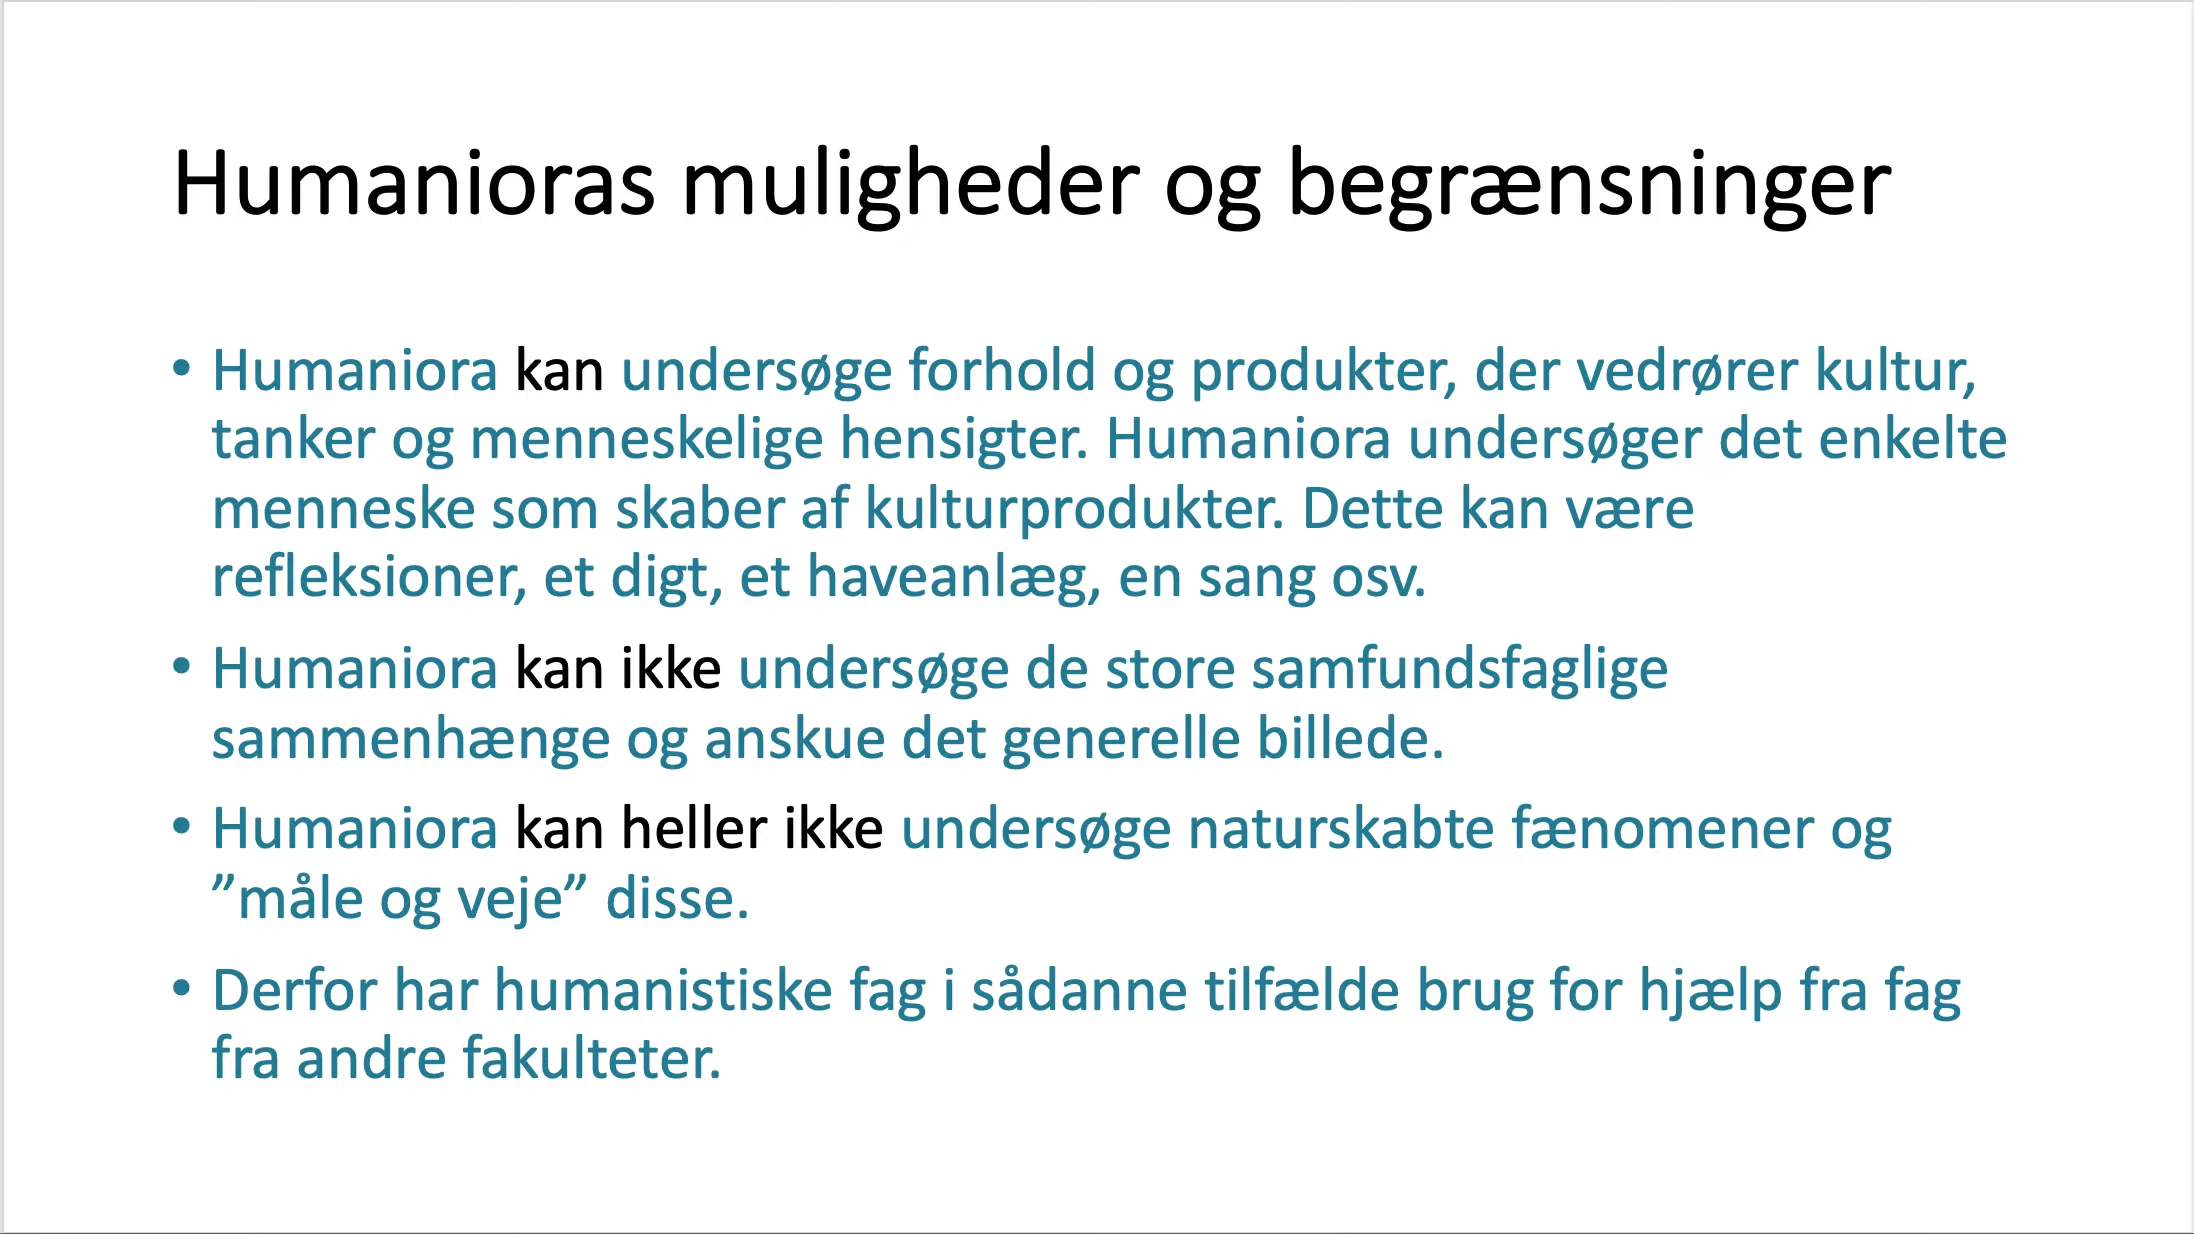 Humanioras muligheder og begrænsninger
• Humaniora kan undersøge forhold og produkter, der vedrører kultur,
tanker og menneskelige hensigter. Humaniora undersøger det enkelte
menneske som skaber af kulturprodukter. Dette kan være
refleksioner, et digt, et haveanlæg, en sang osv.
• Humaniora kan ikke undersøge de store samfundsfaglige
sammenhænge og anskue det generelle billede.
• Humaniora kan heller ikke undersøge naturskabte fænomener og
”måle og veje” disse.
• Derfor har humanistiske fag i sådanne tilfælde brug for hjælp fra fag
fra andre fakulteter.